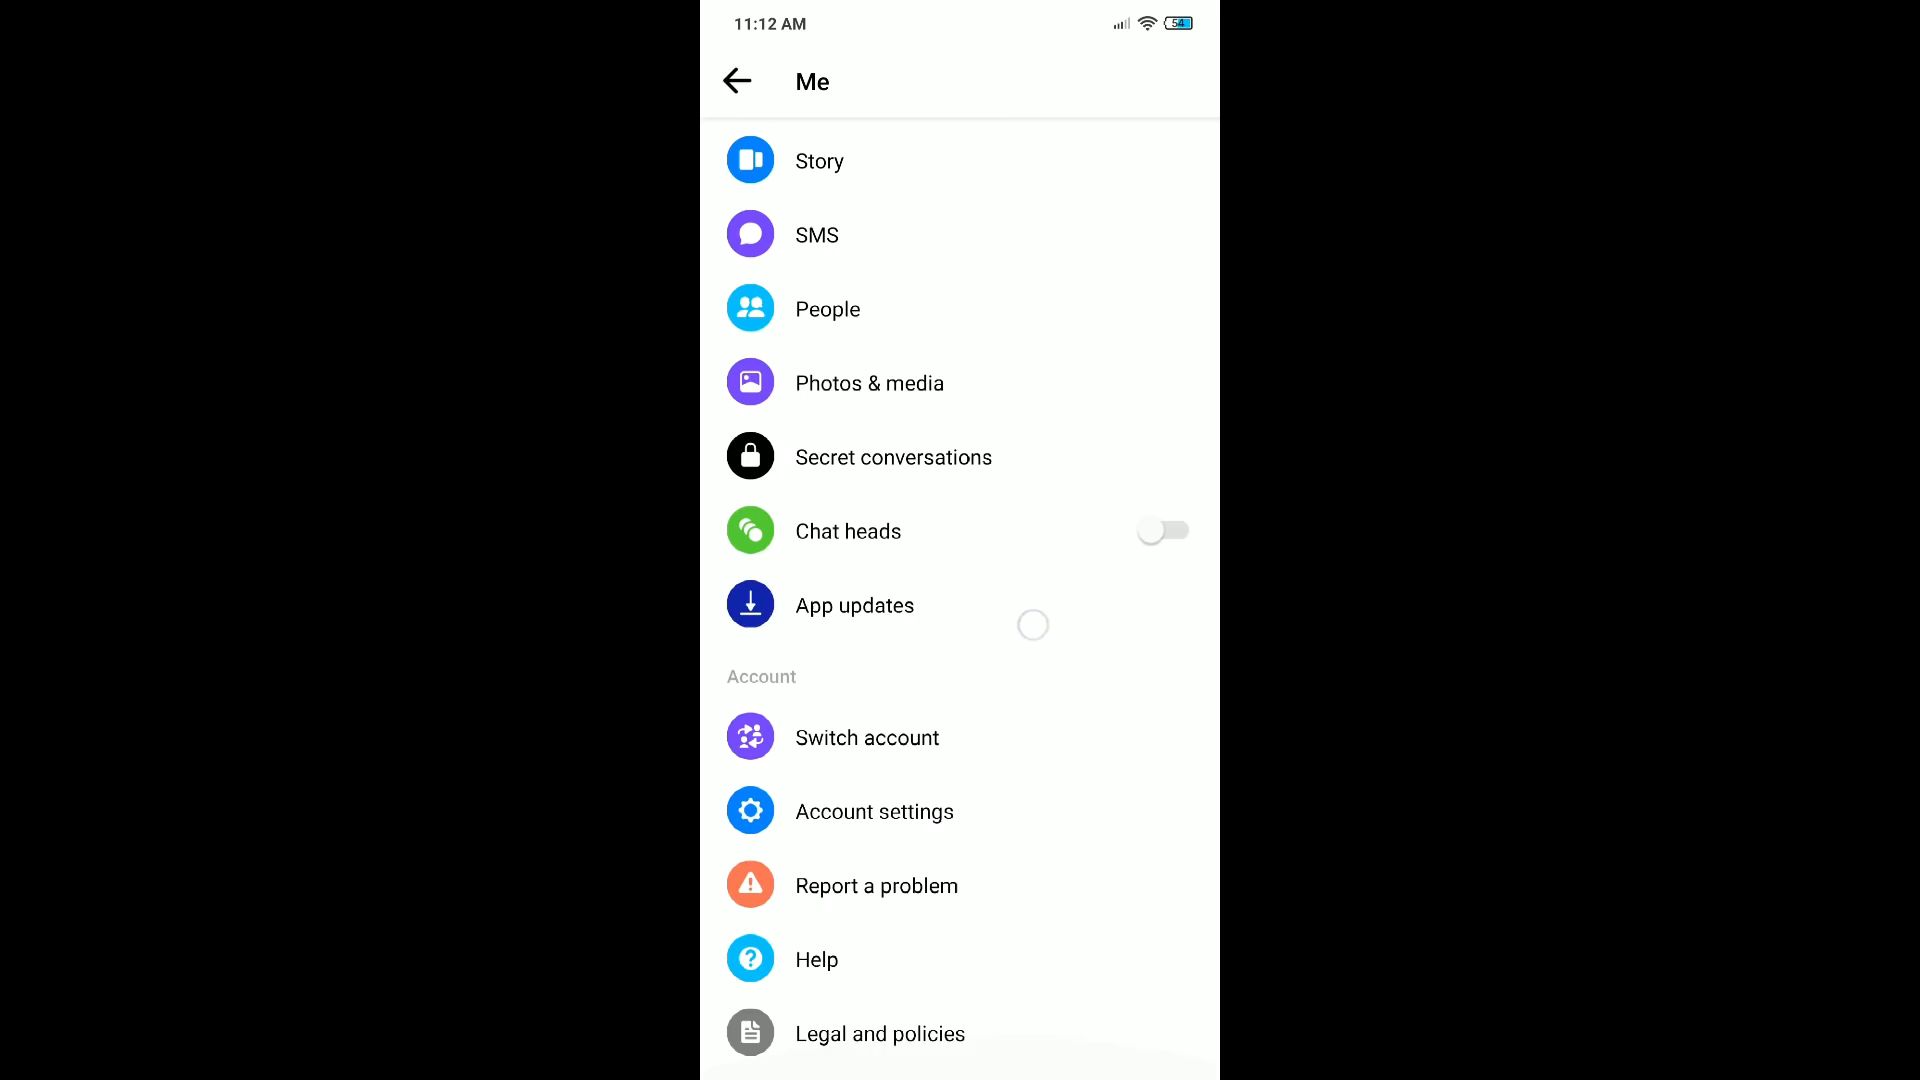 11:12 AM
54
Me
Story
SMS
People
Photos & media
Secret conversations
Chat heads
App updates
Account
Switch account
Account settings
Report a problem
Help
Legal and policies